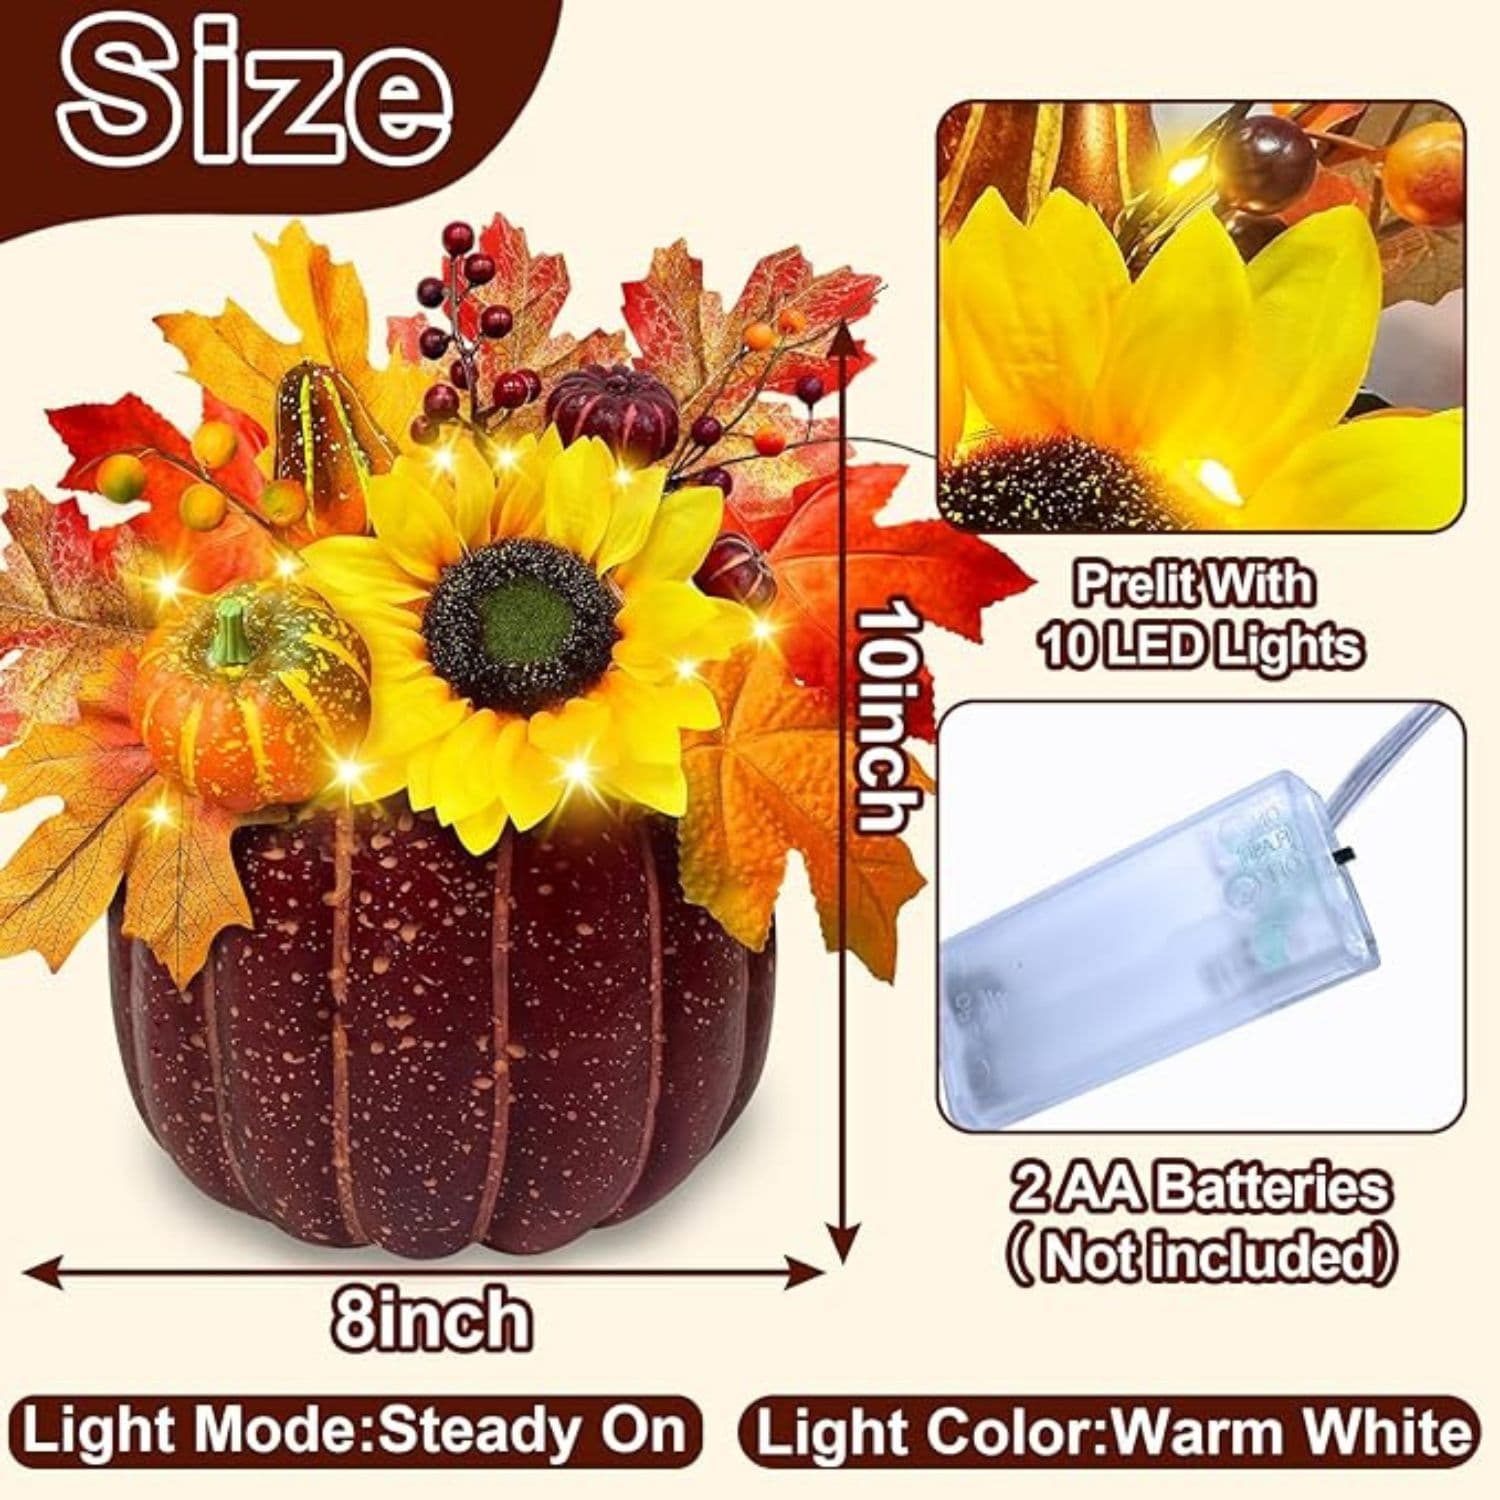 Size
10inch
Prelit With
10 LED Lights
2 AA Batteries
( Not included)
8inch
Light Mode:Steady On
Light Color:Warm White